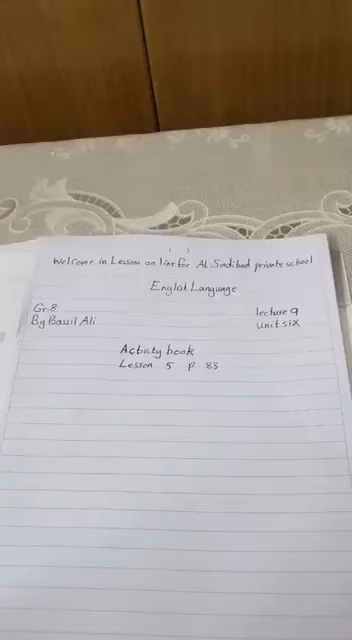 Welcome in Lesson on line for AL.Sindibad private school
Englsh Language
Gr.8 lecture 9
By Bassil Ali unit six
Activity book
Lesson 5 P 83